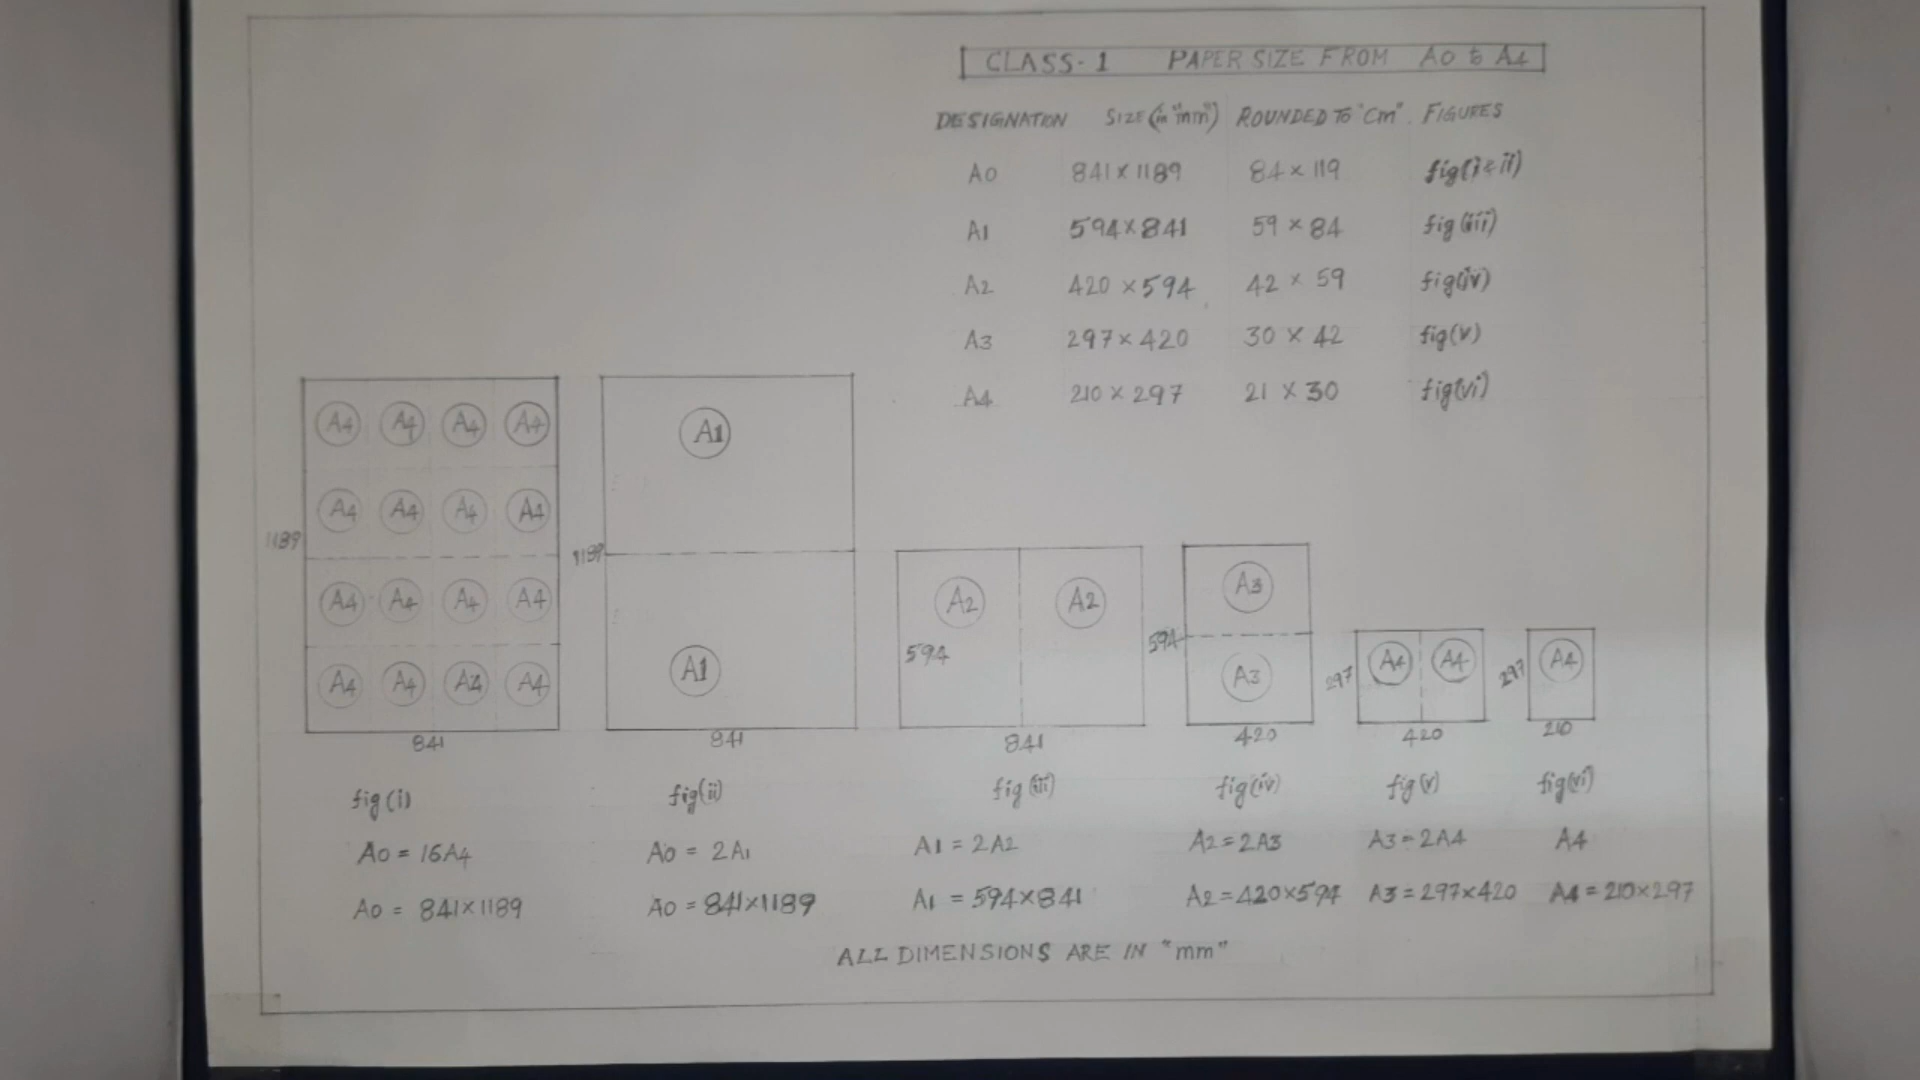 CLASS-1 PAPER SIZE FROM A0 to A4
DESIGNATION SIZE (in "mm") ROUNDED TO "Cm". FIGURES
A0 841 x 1189 84 x 119 fig(i & ii)
A1 594 x 841 59 x 84 fig(iii)
A2 420 x 594 42 x 59 fig(iv)
A3 297 x 420 30 x 42 fig(v)
A4 210 x 297 21 x 30 fig(vi)
A4 A4 A4 A4
A4 A4 A4 A4
A4 A4 A4 A4
A4 A4 A4 A4
1189
841
A1
1189
A1
841
A2 A2
594
841
A3
594
A3
420
A4 A4
297
420
A4
297
210
fig(i) fig(ii) fig(iii) fig(iv) fig(v) fig(vi)
A0 = 16A4 A0 = 2A1 A1 = 2A2 A2 = 2A3 A3 = 2A4 A4
A0 = 841x1189 A0 = 841x1189 A1 = 594x841 A2 = 420x594 A3 = 297x420 A4 = 210x297
ALL DIMENSIONS ARE IN "mm"